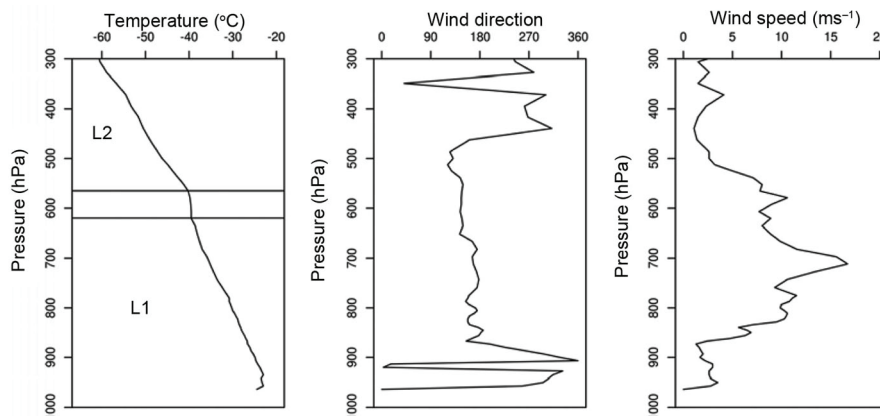 Temperature (°C)
-60 -50 -40 -30 -20
Pressure (hPa)
300
400
500
600
700
800
900
000
L2
L1
Wind direction
0 90 180 270 360
Pressure (hPa)
300
400
500
600
700
800
900
000
Wind speed (ms⁻¹)
0 5 10 15 20
Pressure (hPa)
300
400
500
600
700
800
900
000